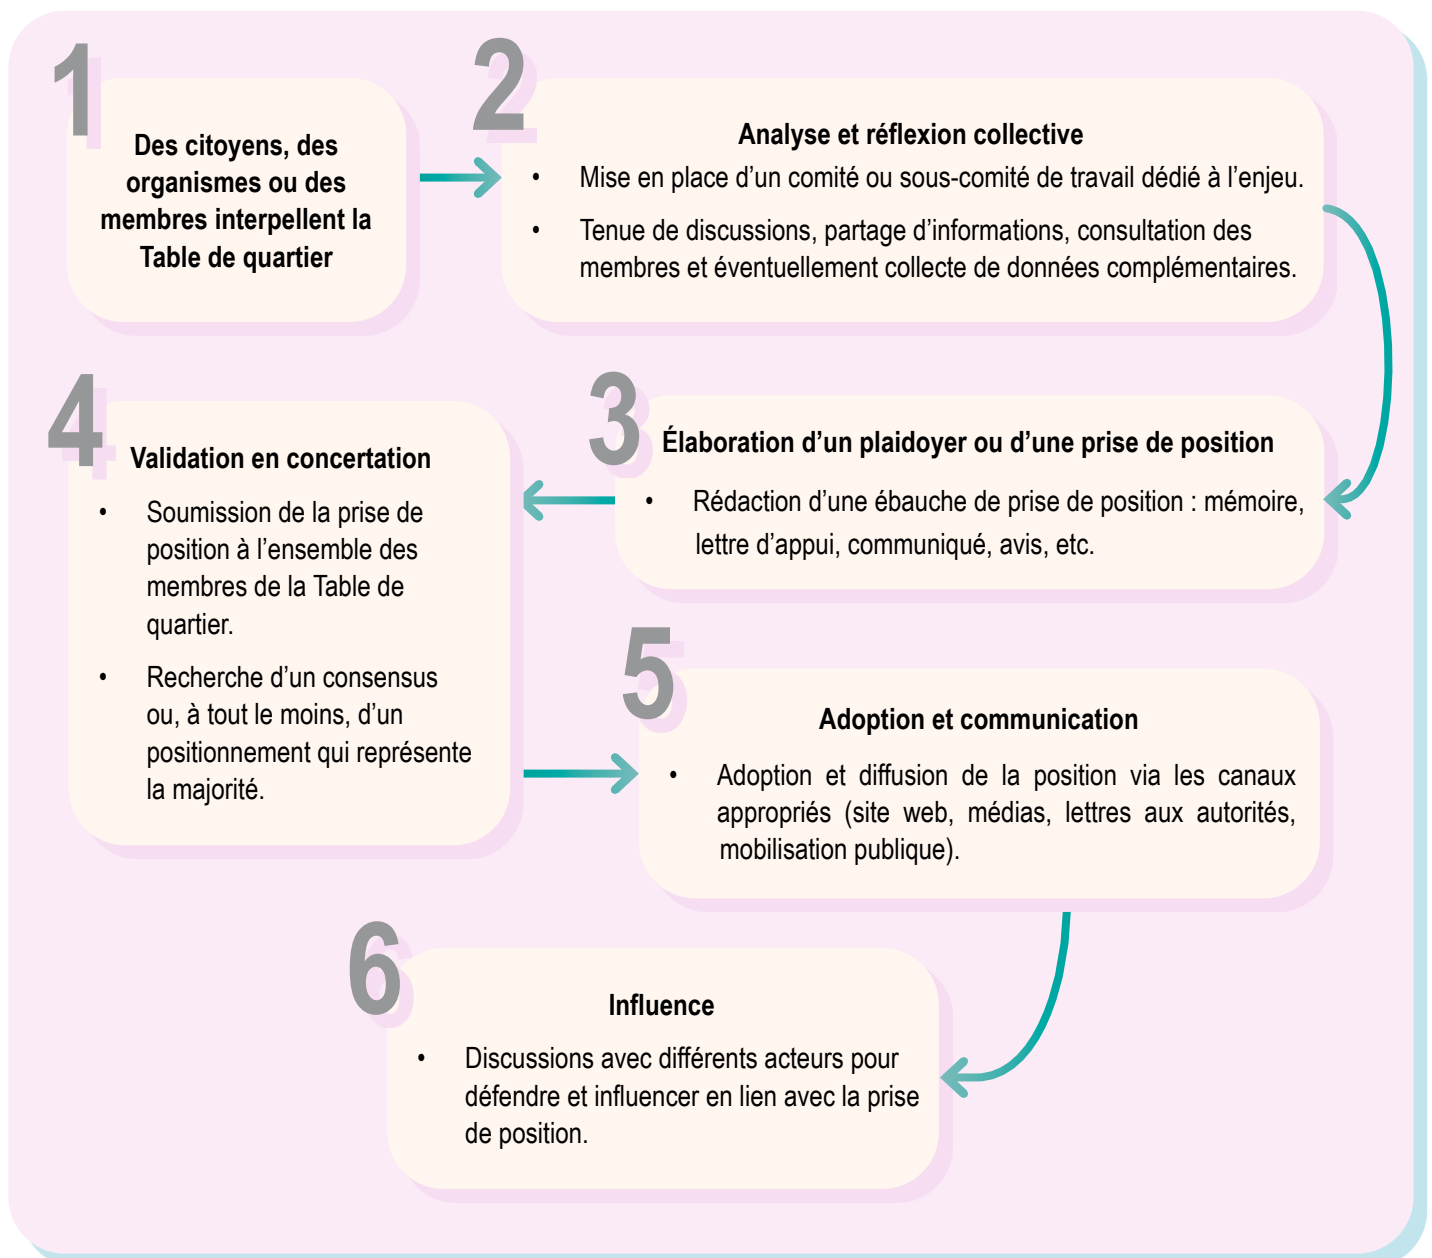 1
Des citoyens, des
organismes ou des
membres interpellent la
Table de quartier
2
Analyse et réflexion collective
• Mise en place d’un comité ou sous-comité de travail dédié à l’enjeu.
• Tenue de discussions, partage d’informations, consultation des
membres et éventuellement collecte de données complémentaires.
3
Élaboration d’un plaidoyer ou d’une prise de position
• Rédaction d’une ébauche de prise de position : mémoire,
lettre d’appui, communiqué, avis, etc.
4
Validation en concertation
• Soumission de la prise de
position à l’ensemble des
membres de la Table de
quartier.
• Recherche d’un consensus
ou, à tout le moins, d’un
positionnement qui représente
la majorité.
5
Adoption et communication
• Adoption et diffusion de la position via les canaux
appropriés (site web, médias, lettres aux autorités,
mobilisation publique).
6
Influence
• Discussions avec différents acteurs pour
défendre et influencer en lien avec la prise
de position.